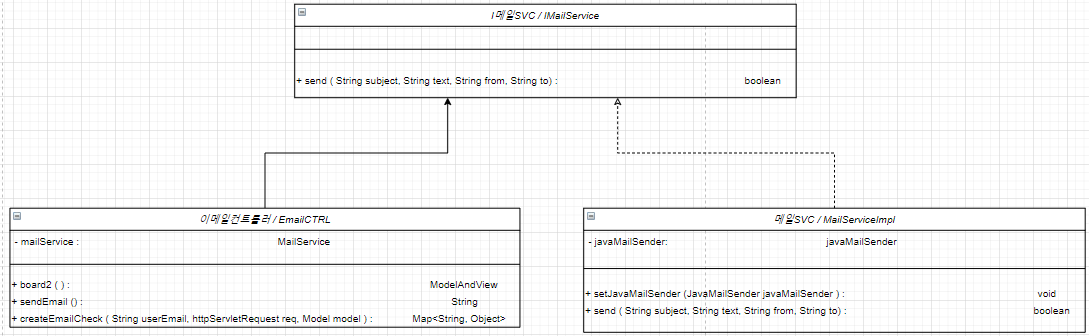 I메일SVC / IMailService
+ send ( String subject, String text, String from, String to) : boolean
이메일컨트롤러 / EmailCTRL
- mailService : MailService
+ board2 ( ) : ModelAndView
+ sendEmail () : String
+ createEmailCheck ( String userEmail, httpServletRequest req, Model model ) : Map<String, Object>
메일SVC / MailServiceImpl
- javaMailSender: javaMailSender
+ setJavaMailSender (JavaMailSender javaMailSender ) : void
+ send ( String subject, String text, String from, String to) : boolean